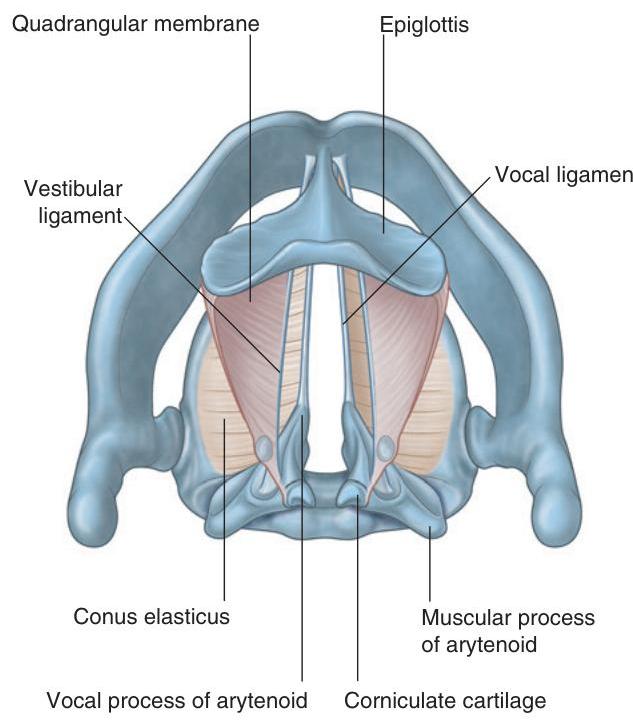 Quadrangular membrane
Epiglottis
Vestibular
ligament
Vocal ligamen
Conus elasticus
Muscular process
of arytenoid
Vocal process of arytenoid
Corniculate cartilage